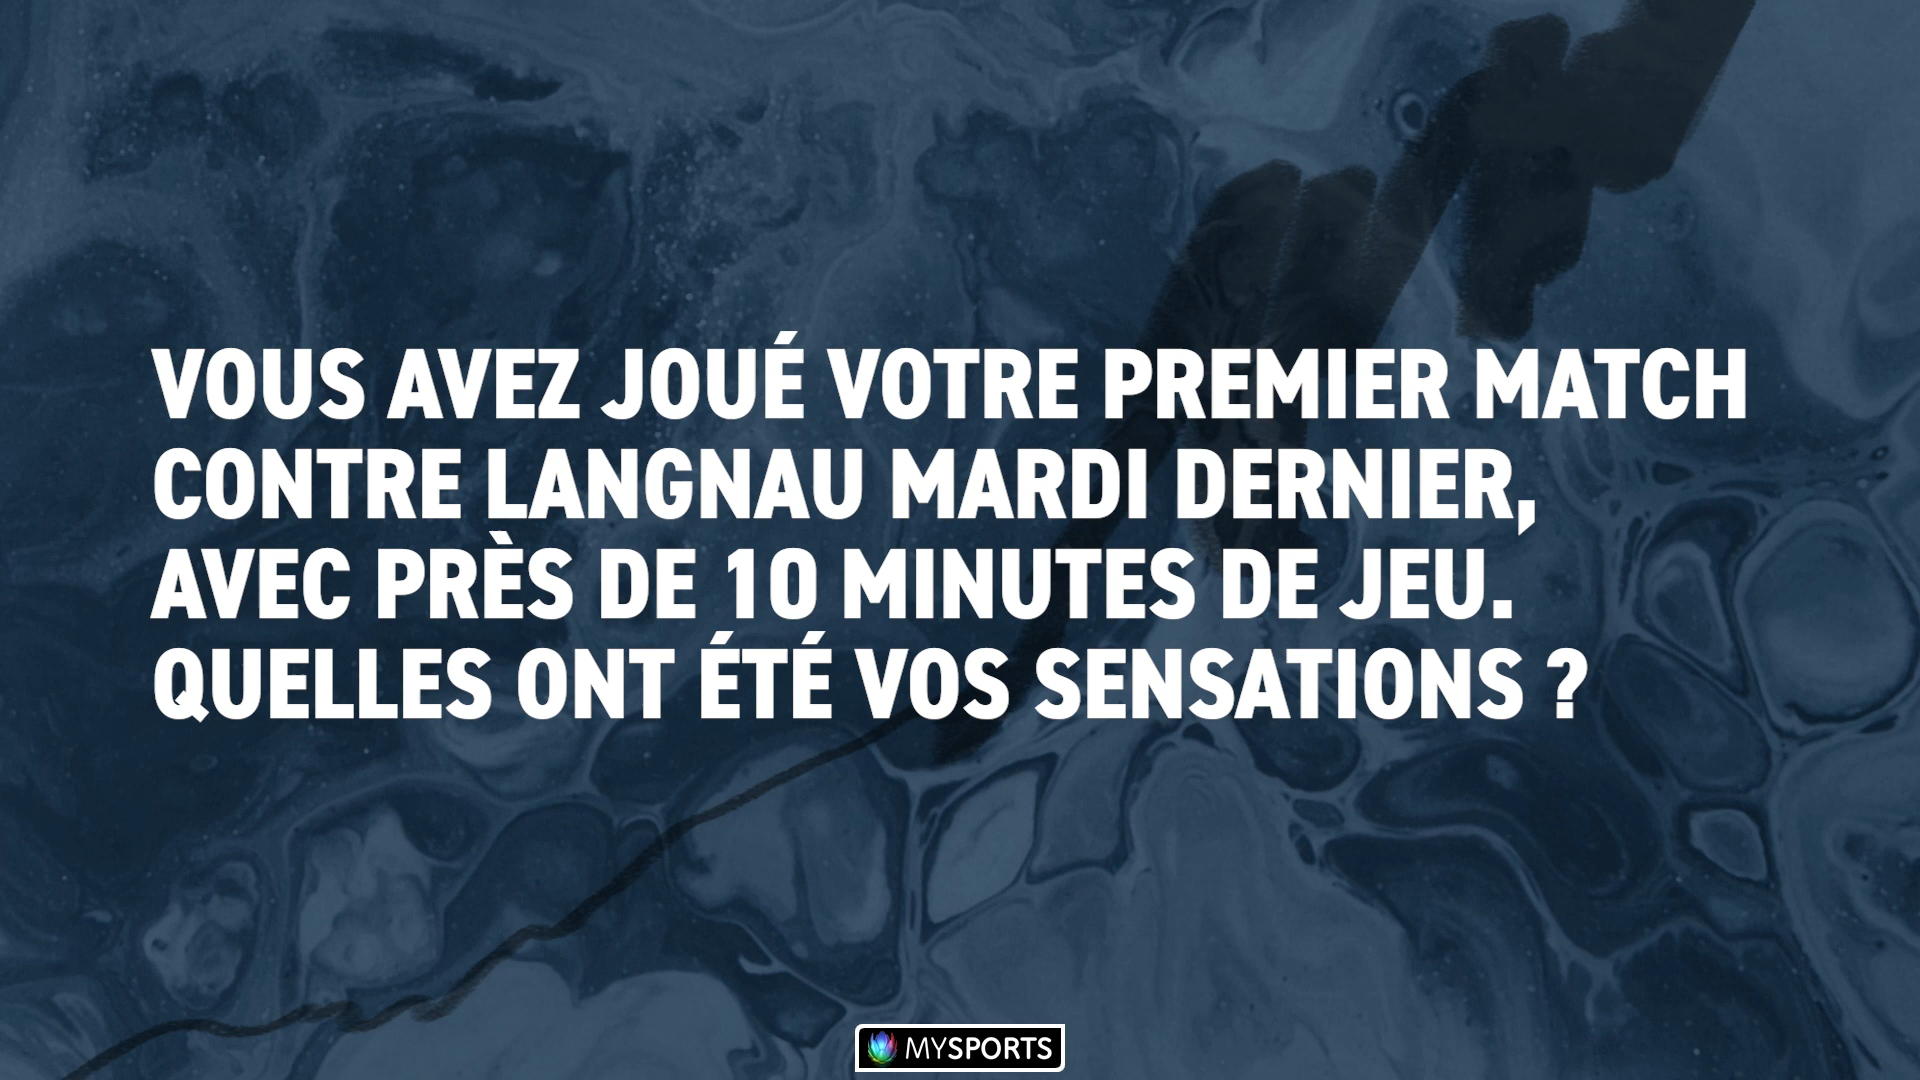 VOUS AVEZ JOUÉ VOTRE PREMIER MATCH
CONTRE LANGNAU MARDI DERNIER,
AVEC PRÈS DE 10 MINUTES DE JEU.
QUELLES ONT ÉTÉ VOS SENSATIONS ?
MYSPORTS